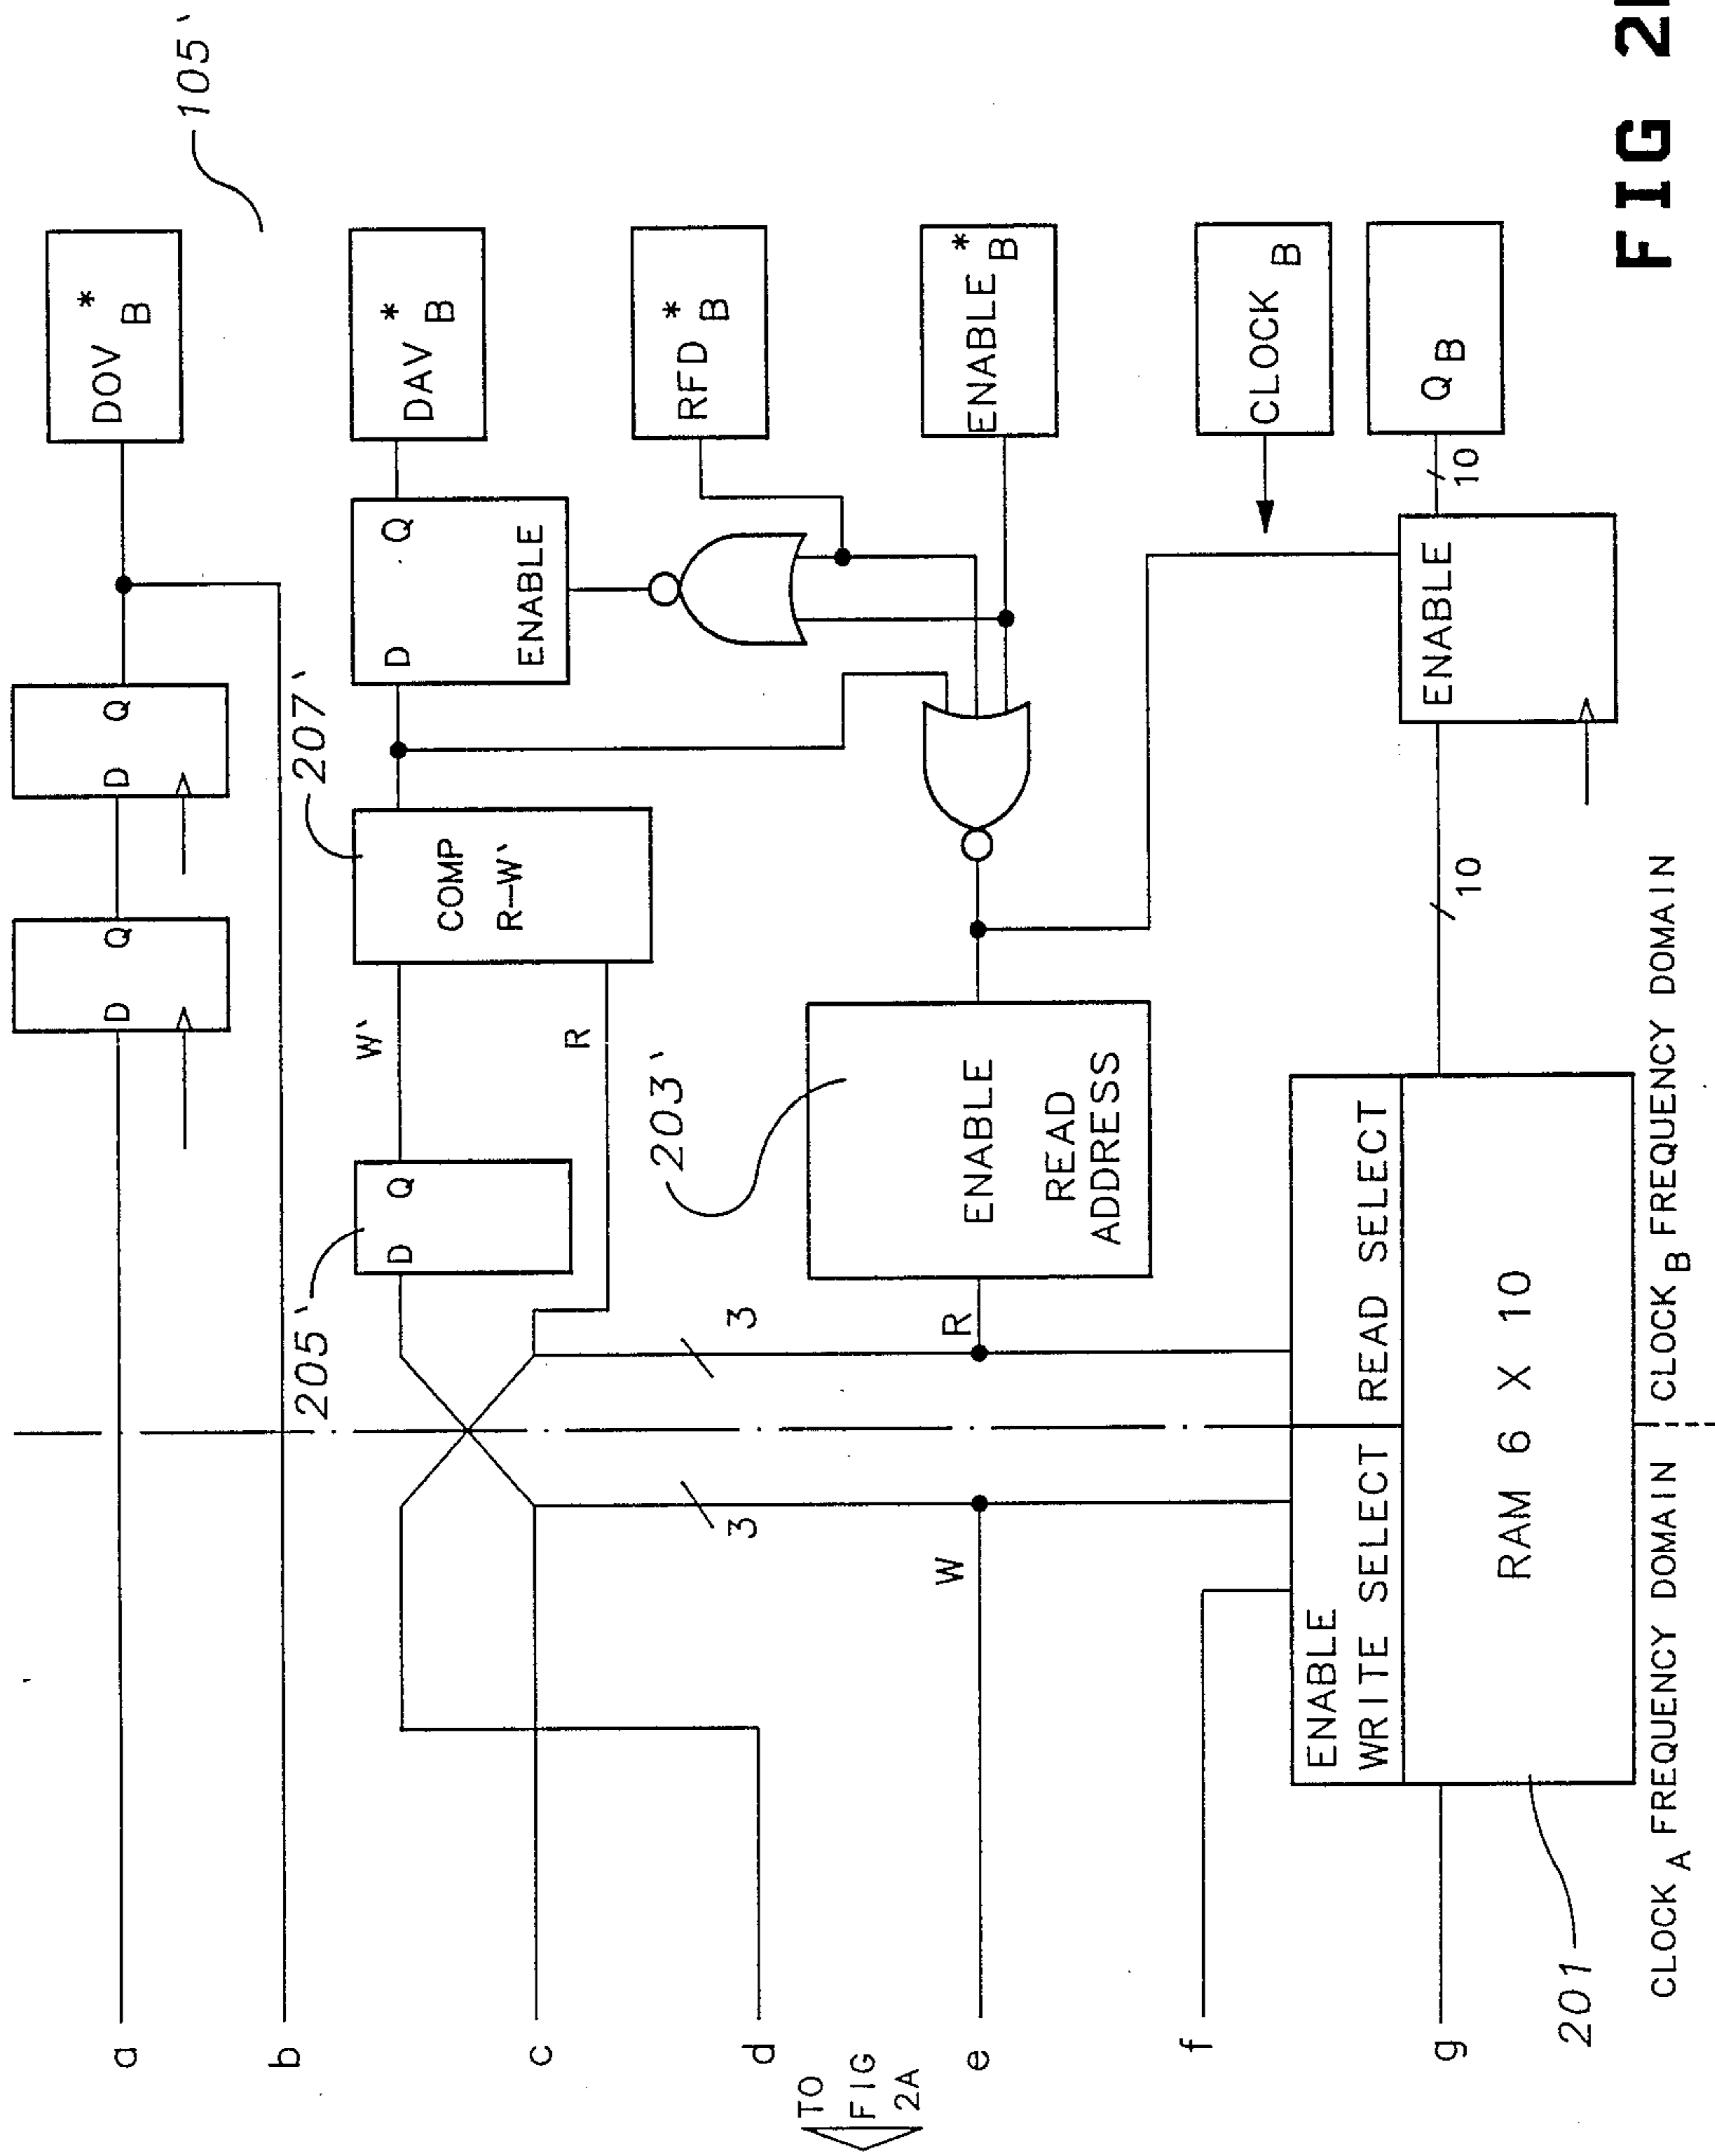 a
b
c
d
e
f
g
TO
FIG
2A
DOV*B
105`
D Q
D Q
205`
D Q
W`
R
207`
COMP
R-W`
D Q
ENABLE
DAV*B
RFD*B
ENABLE*B
CLOCK B
QB
3
3
W
R
203`
ENABLE
READ
ADDRESS
ENABLE
WRITE SELECT
READ SELECT
RAM 6 X 10
201
10
ENABLE
10
CLOCK A FREQUENCY DOMAIN
CLOCK B FREQUENCY DOMAIN
FIG